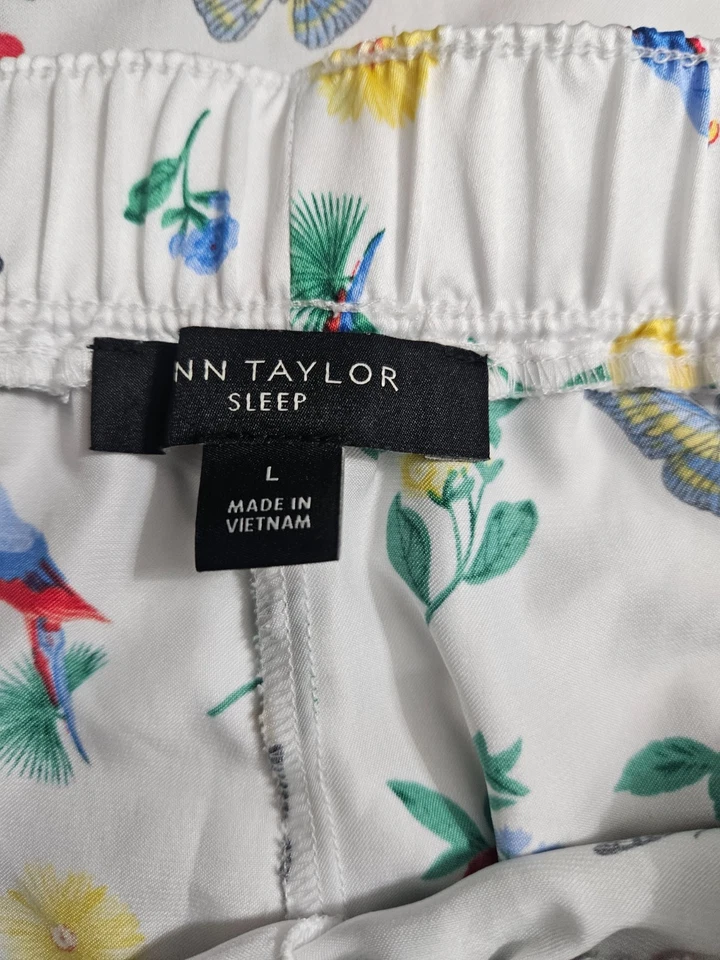 NN TAYLOR
SLEEP
L
MADE IN
VIETNAM